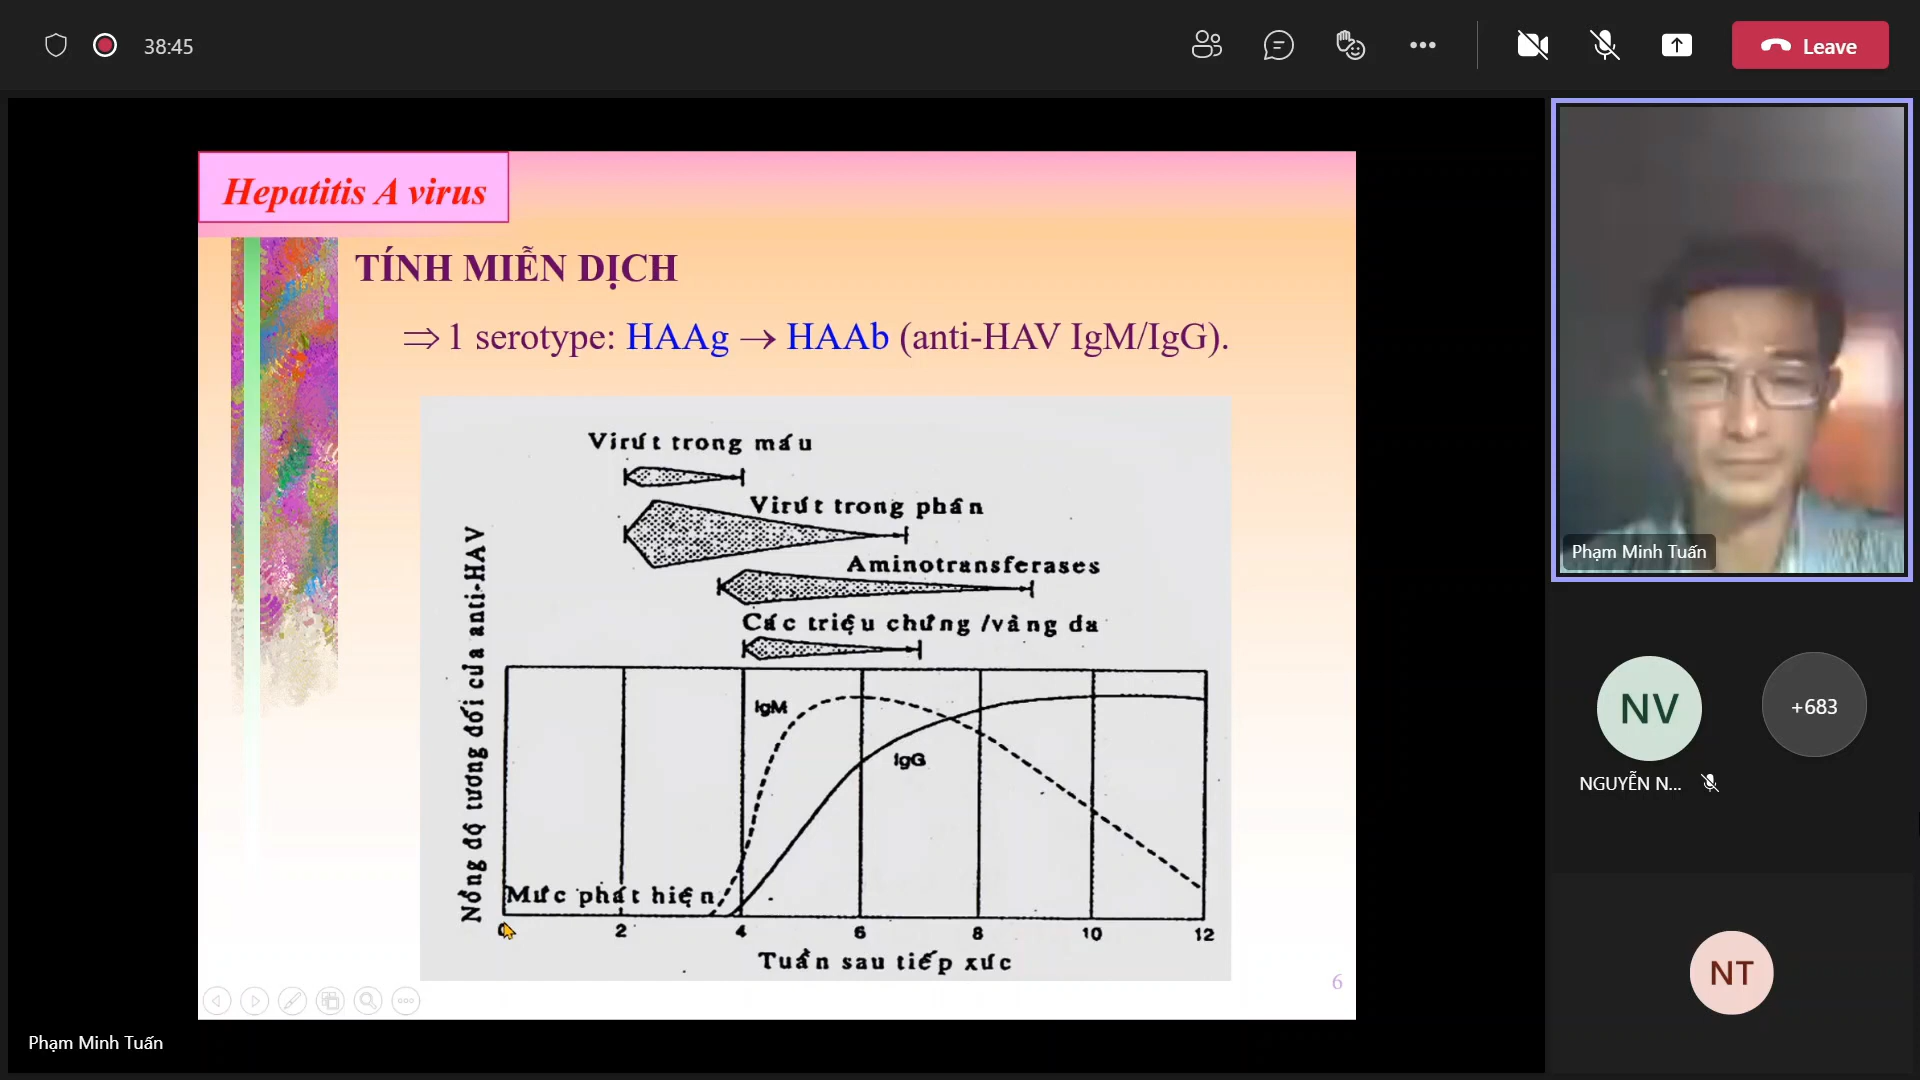 38:45
Leave
Hepatitis A virus
TÍNH MIỄN DỊCH
⇒ 1 serotype: HAAg → HAAb (anti-HAV IgM/IgG).
Virút trong máu
Virút trong phân
Aminotransferases
Các triệu chứng /vàng da
Nồng độ tương đối của anti-HAV
IgM
IgG
Mức phát hiện
0 2 4 6 8 10 12
Tuần sau tiếp xúc
6
Phạm Minh Tuấn
Phạm Minh Tuấn
NV
+683
NGUYỄN N...
NT